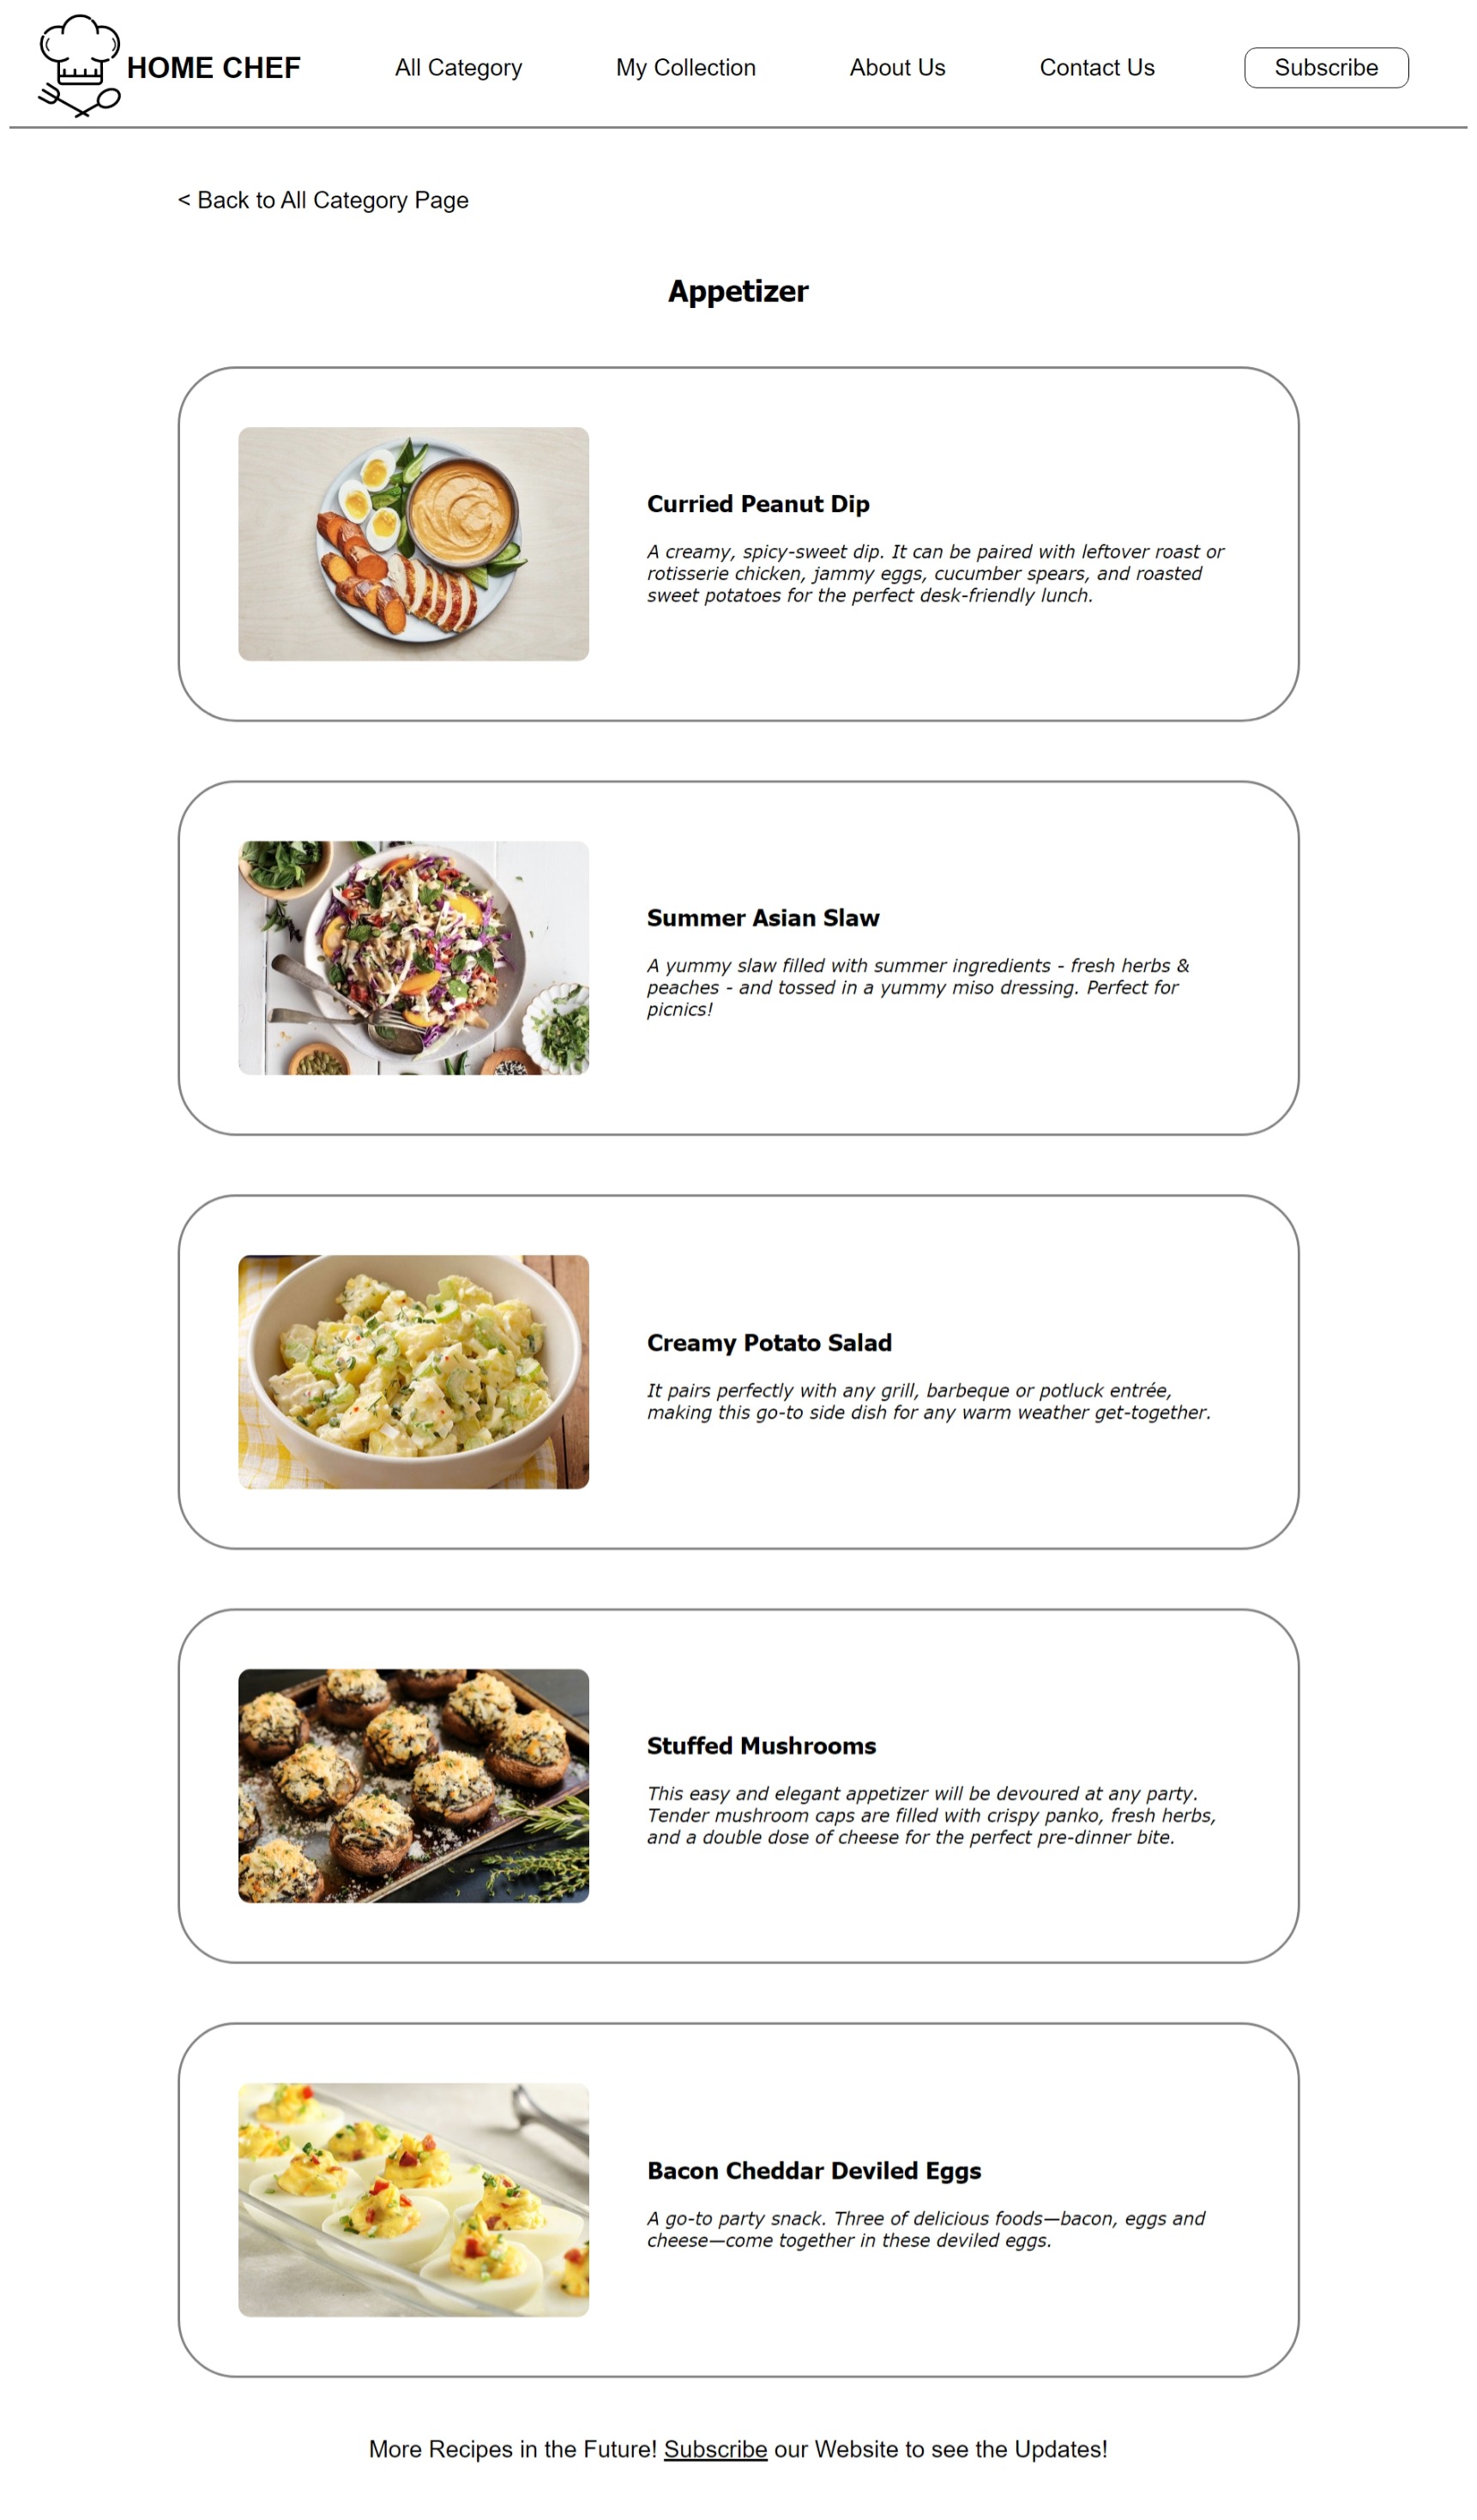 HOME CHEF
All Category
My Collection
About Us
Contact Us
Subscribe
< Back to All Category Page
Appetizer
Curried Peanut Dip
A creamy, spicy-sweet dip. It can be paired with leftover roast or
rotisserie chicken, jammy eggs, cucumber spears, and roasted
sweet potatoes for the perfect desk-friendly lunch.
Summer Asian Slaw
A yummy slaw filled with summer ingredients - fresh herbs &
peaches - and tossed in a yummy miso dressing. Perfect for
picnics!
Creamy Potato Salad
It pairs perfectly with any grill, barbeque or potluck entrée,
making this go-to side dish for any warm weather get-together.
Stuffed Mushrooms
This easy and elegant appetizer will be devoured at any party.
Tender mushroom caps are filled with crispy panko, fresh herbs,
and a double dose of cheese for the perfect pre-dinner bite.
Bacon Cheddar Deviled Eggs
A go-to party snack. Three of delicious foods—bacon, eggs and
cheese—come together in these deviled eggs.
More Recipes in the Future! Subscribe our Website to see the Updates!